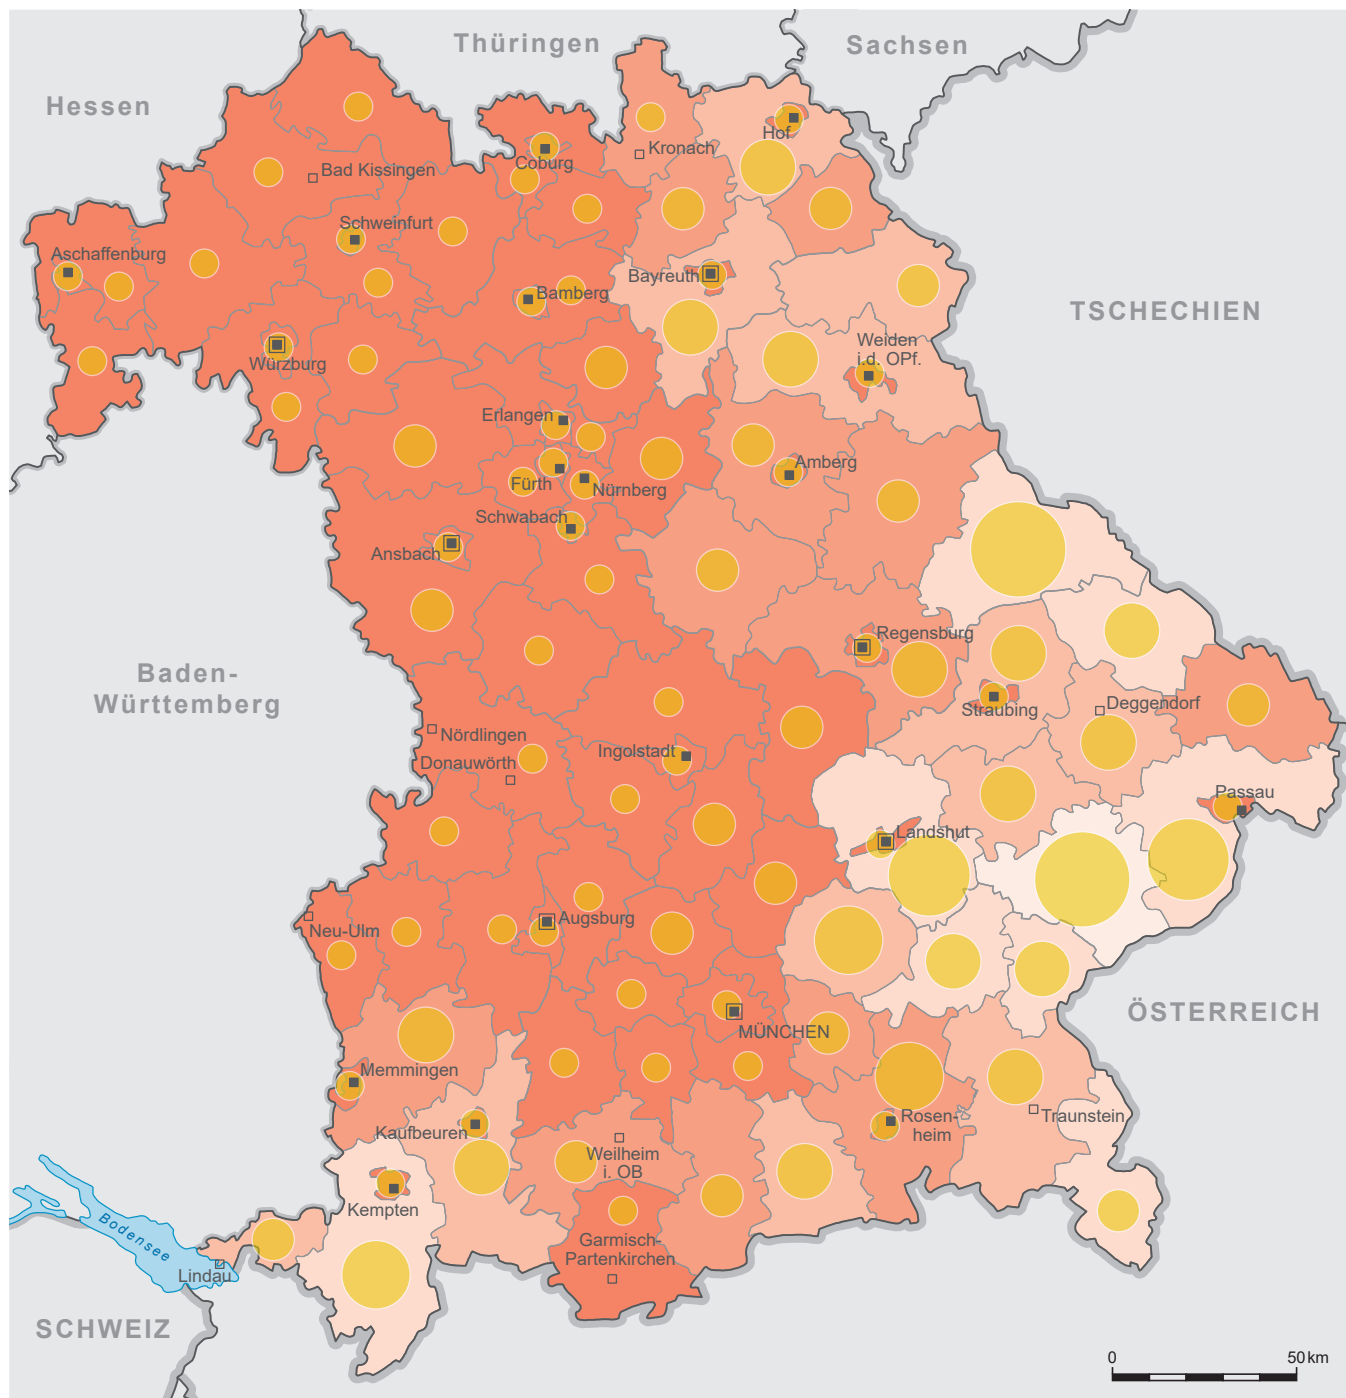 Thüringen
Sachsen
Hessen
Hof
Kronach
Coburg
Bad Kissingen
Schweinfurt
Aschaffenburg
Bayreuth
Bamberg
TSCHECHIEN
Weiden
i.d. OPf.
Würzburg
Erlangen
Amberg
Fürth
Nürnberg
Schwabach
Ansbach
Regensburg
Baden-
Württemberg
Straubing
Deggendorf
Nördlingen
Ingolstadt
Donauwörth
Passau
Landshut
Augsburg
Neu-Ulm
ÖSTERREICH
MÜNCHEN
Memmingen
Rosen-
heim
Traunstein
Kaufbeuren
Weilheim
i. OB
Kempten
Bodensee
Garmisch-
Partenkirchen
Lindau
SCHWEIZ
0 50 km